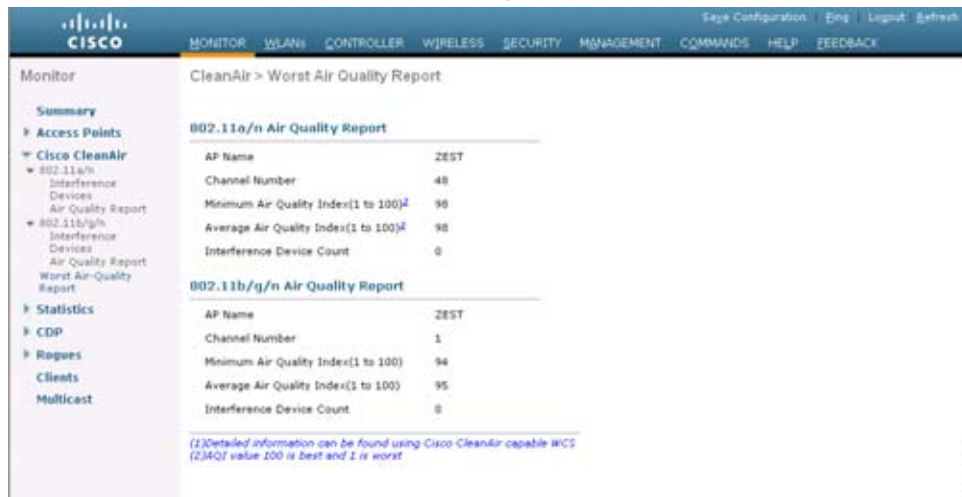 Save Configuration Ping Logout Refresh
CISCO
MONITOR WLANs CONTROLLER WIRELESS SECURITY MANAGEMENT COMMANDS HELP FEEDBACK
Monitor
Summary
Access Points
Cisco CleanAir
802.11a/n
Interference
Devices
Air Quality Report
802.11b/g/n
Interference
Devices
Air Quality Report
Worst Air-Quality
Report
Statistics
CDP
Rogues
Clients
Multicast
CleanAir > Worst Air Quality Report
802.11a/n Air Quality Report
AP Name ZEST
Channel Number 48
Minimum Air Quality Index(1 to 100)2 98
Average Air Quality Index(1 to 100)2 98
Interference Device Count 0
802.11b/g/n Air Quality Report
AP Name ZEST
Channel Number 1
Minimum Air Quality Index(1 to 100) 94
Average Air Quality Index(1 to 100) 95
Interference Device Count 0
(1)Detailed information can be found using Cisco CleanAir capable WCS
(2)AQI value 100 is best and 1 is worst